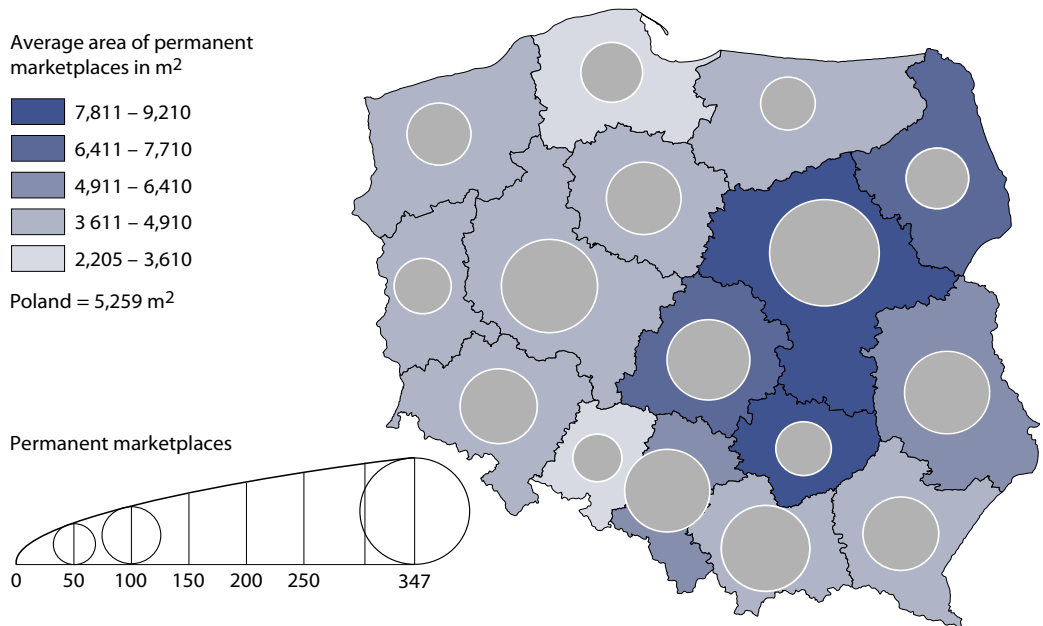 Average area of permanent
marketplaces in m2
7,811 – 9,210
6,411 – 7,710
4,911 – 6,410
3 611 – 4,910
2,205 – 3,610
Poland = 5,259 m2
Permanent marketplaces
0 50 100 150 200 250 347